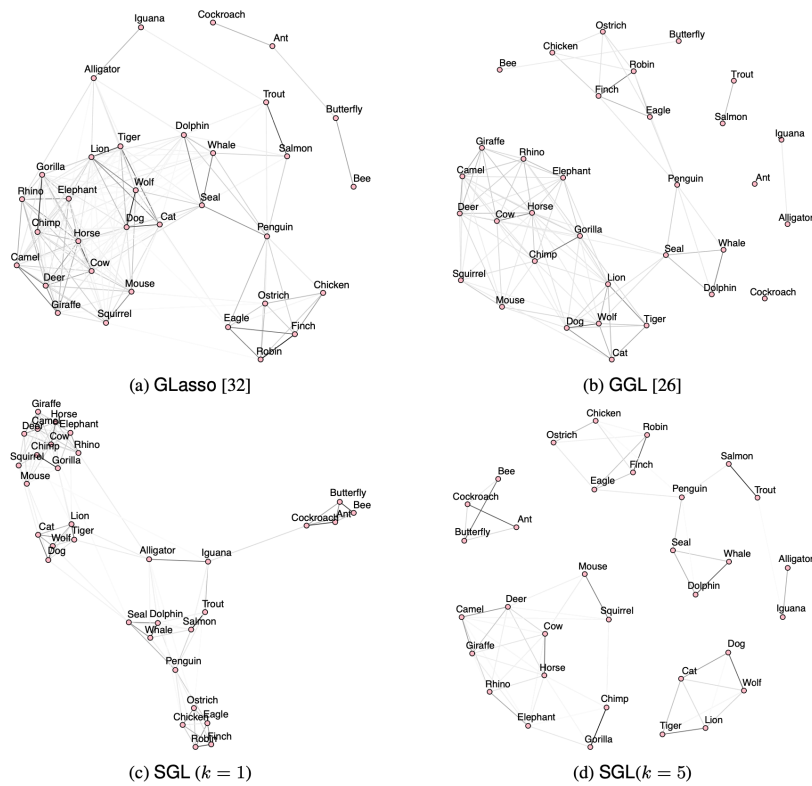 Cockroach
Iguana
Ant
Alligator
Trout
Butterfly
Dolphin
Tiger
Whale
Salmon
Lion
Gorilla
Bee
Wolf
Rhino
Elephant
Seal
Dog
Cat
Chimp
Penguin
Horse
Camel
Cow
Deer
Mouse
Chicken
Giraffe
Ostrich
Squirrel
Eagle
Finch
Robin
(a) GLasso [32]
Ostrich
Butterfly
Chicken
Bee
Robin
Trout
Finch
Eagle
Salmon
Iguana
Giraffe
Rhino
Camel
Elephant
Penguin
Ant
Deer
Cow
Horse
Alligator
Gorilla
Seal
Whale
Chimp
Squirrel
Lion
Dolphin
Cockroach
Mouse
Dog
Wolf
Tiger
Cat
(b) GGL [26]
Giraffe
Horse
Camel
Elephant
Deer
Cow
Chimp
Rhino
Squirrel
Gorilla
Mouse
Butterfly
Bee
Lion
Cockroach
Ant
Cat
Tiger
Wolf
Dog
Alligator
Iguana
Trout
Seal
Dolphin
Salmon
Whale
Penguin
Ostrich
Chicken
Eagle
Robin
Finch
(c) SGL (k = 1)
Chicken
Ostrich
Robin
Finch
Salmon
Bee
Eagle
Penguin
Trout
Cockroach
Ant
Butterfly
Seal
Whale
Alligator
Mouse
Dolphin
Deer
Camel
Squirrel
Iguana
Cow
Giraffe
Dog
Horse
Cat
Wolf
Rhino
Chimp
Elephant
Tiger
Lion
Gorilla
(d) SGL(k = 5)